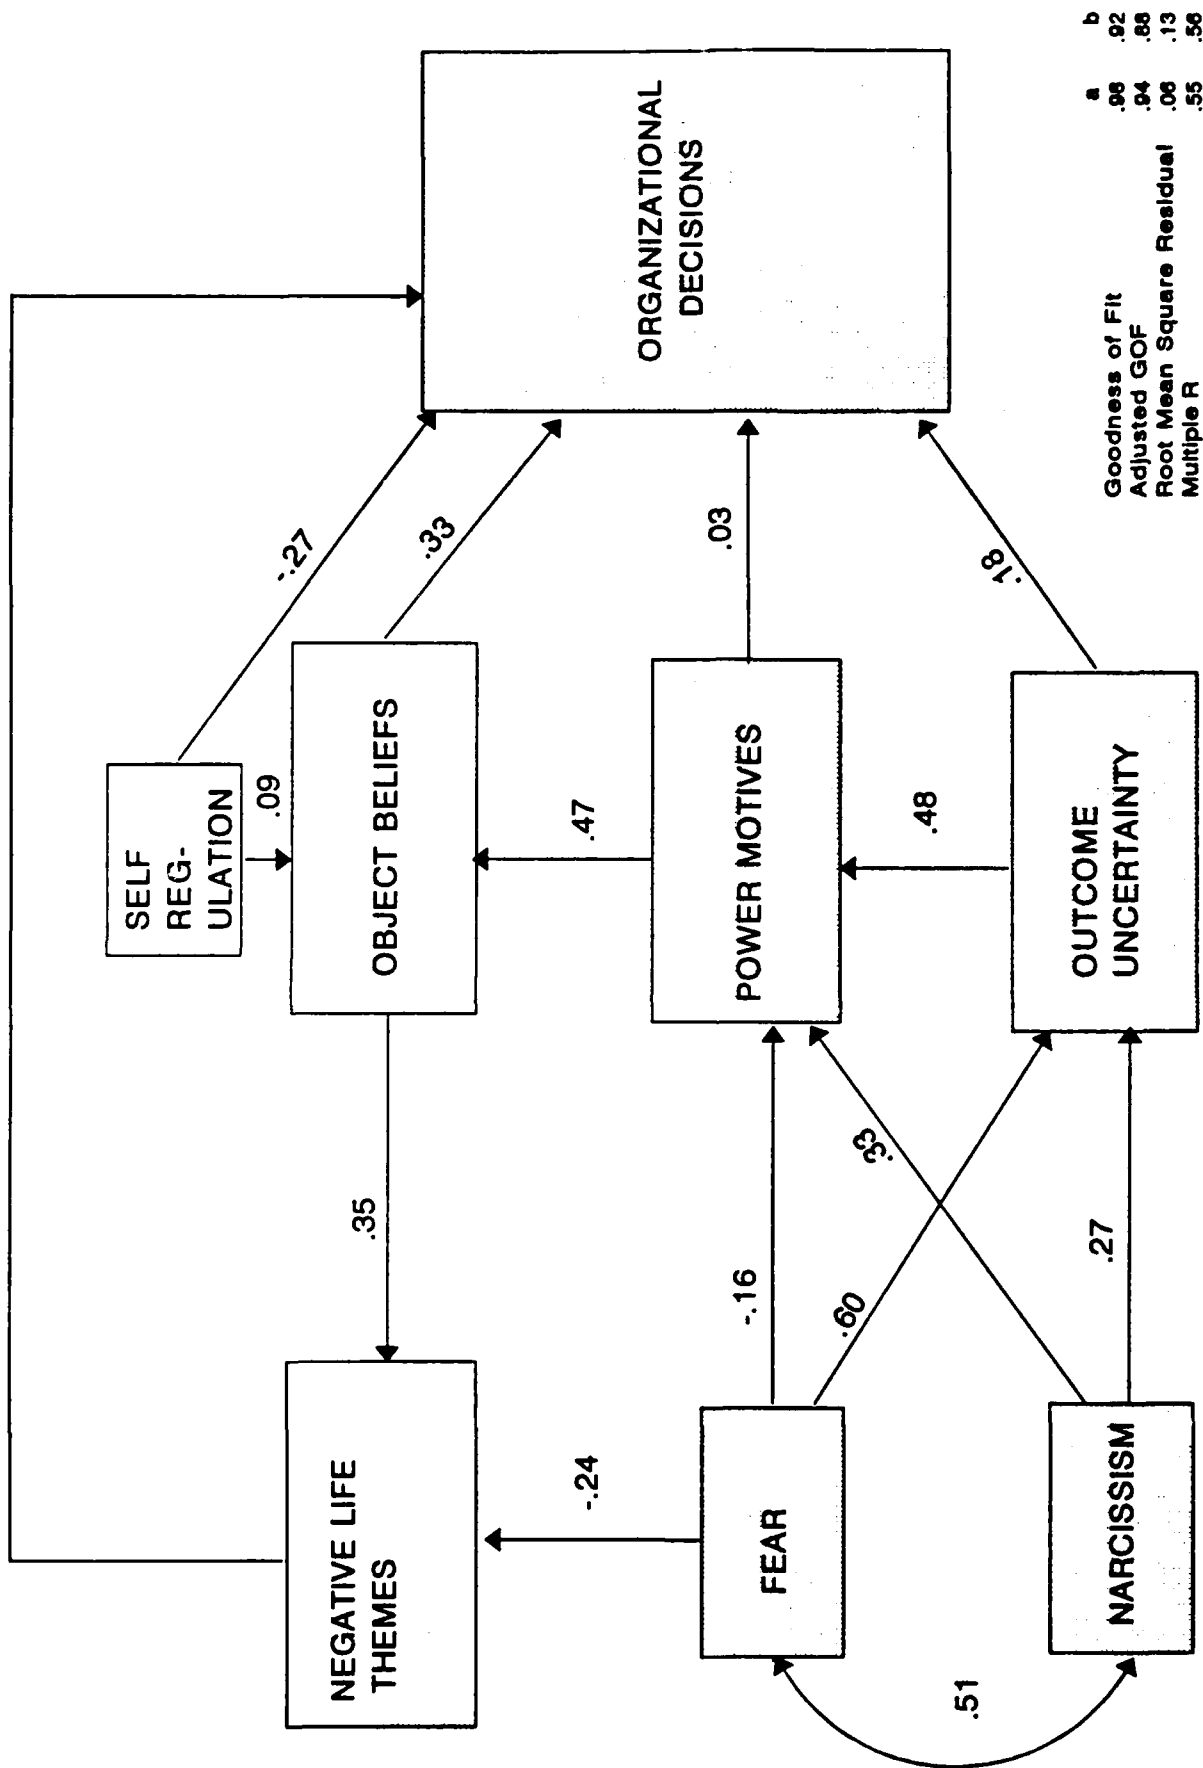 SELF
REG-
ULATION
-.27
.09
NEGATIVE LIFE
THEMES
.35
OBJECT BELIEFS
.33
-.24
.47
ORGANIZATIONAL
DECISIONS
FEAR
-.16
POWER MOTIVES
.03
.60
.33
.48
.51
.18
NARCISSISM
.27
OUTCOME
UNCERTAINTY
a b
Goodness of Fit .98 .92
Adjusted GOF .94 .88
Root Mean Square Residual .06 .13
Multiple R .55 .56